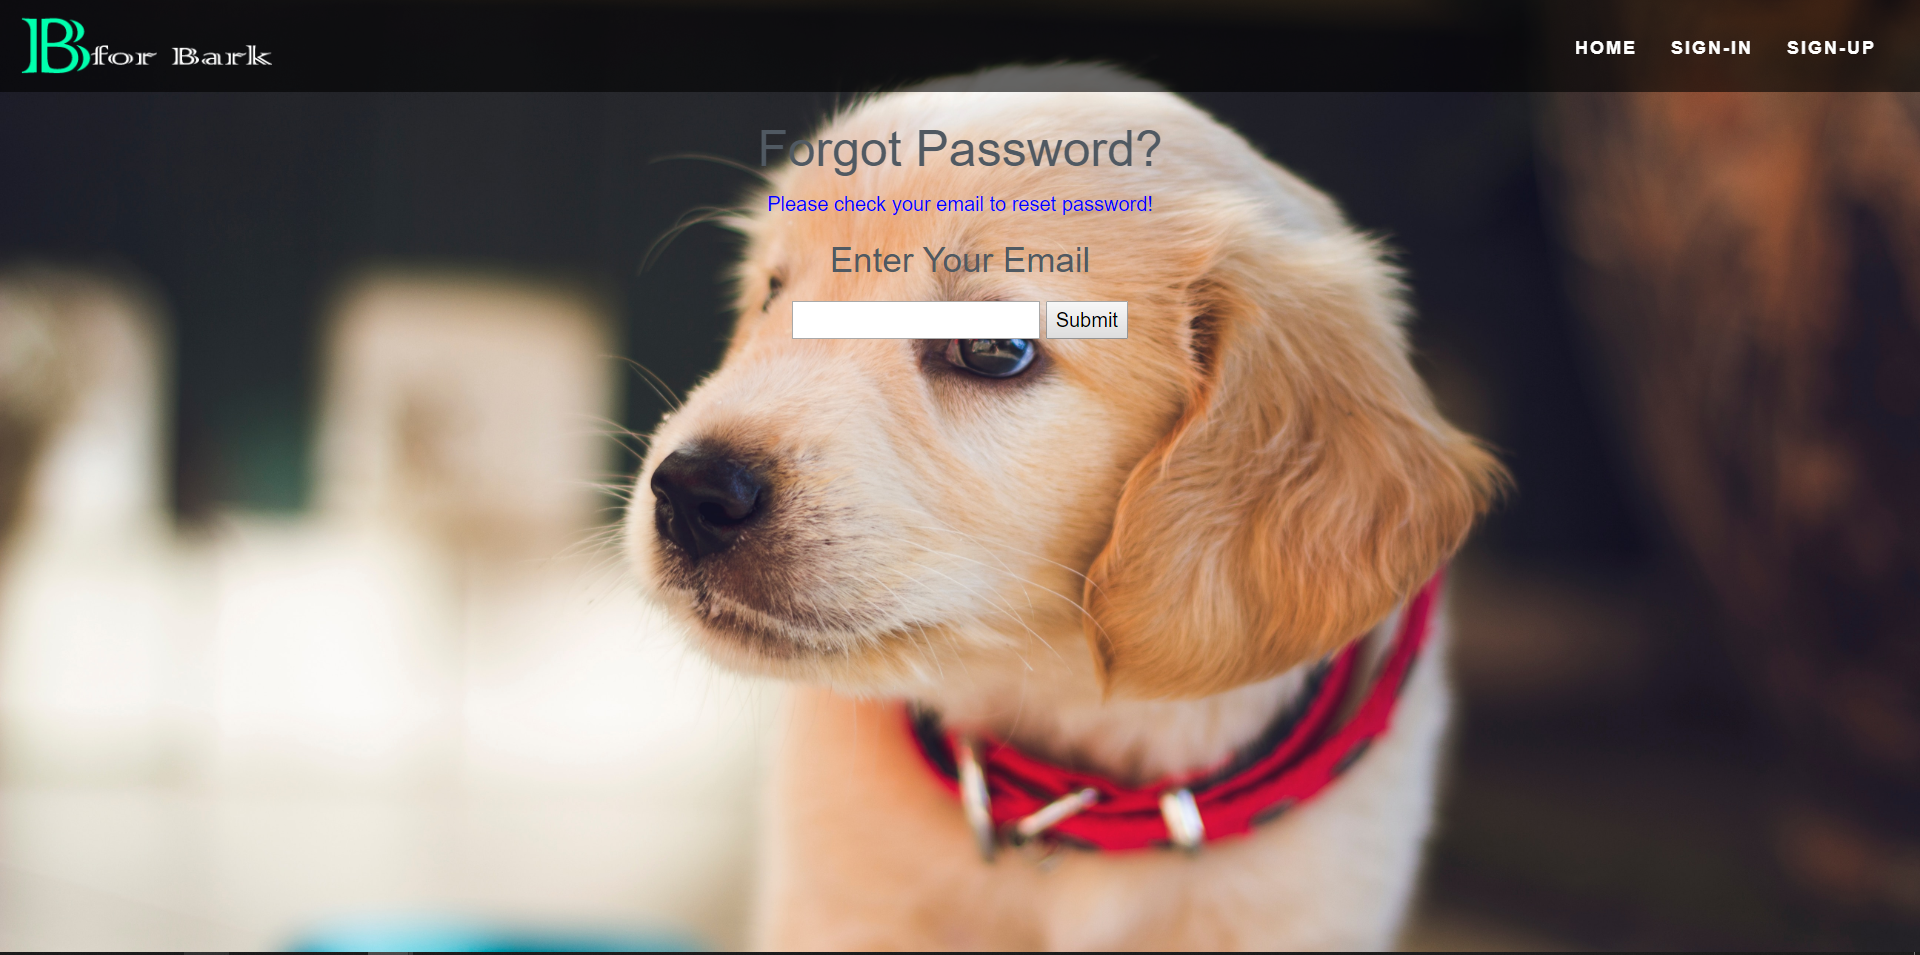 B for Bark
HOME SIGN-IN SIGN-UP
Forgot Password?
Please check your email to reset password!
Enter Your Email
Submit